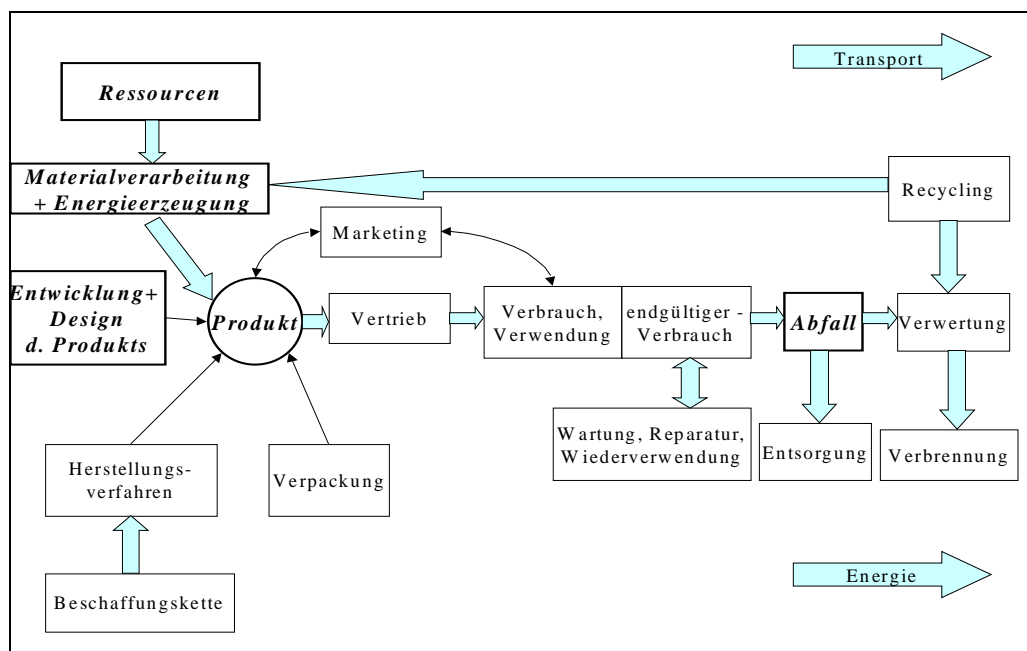 Transport
Ressourcen
Materialverarbeitung
+ Energieerzeugung
Recycling
Marketing
Entwicklung+
Design
d. Produkts
Produkt
Vertrieb
Verbrauch,
Verwendung
endgültiger -
Verbrauch
Abfall
Verwertung
Wartung, Reparatur,
Wiederverwendung
Entsorgung
Verbrennung
Herstellungs-
verfahren
Verpackung
Energie
Beschaffungskette